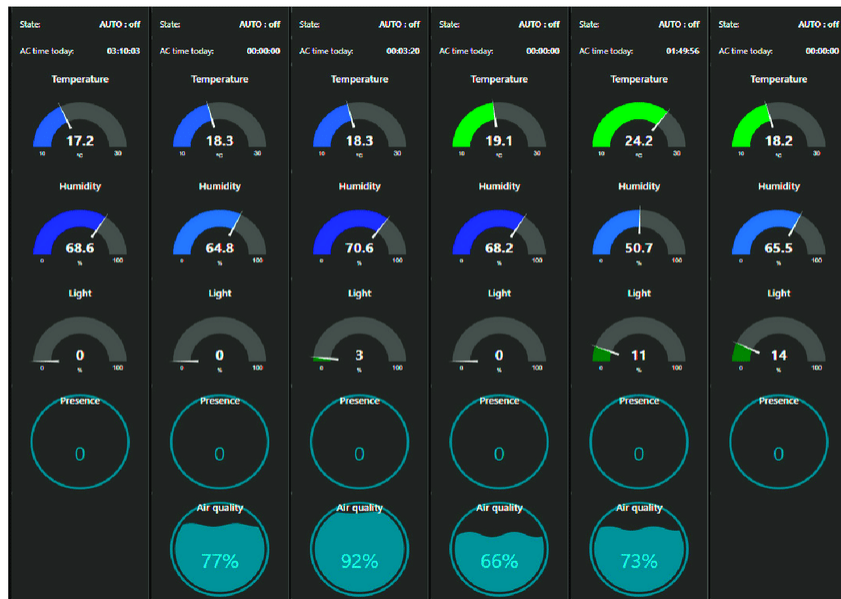 State: AUTO : off State: AUTO : off State: AUTO : off State: AUTO : off State: AUTO : off State: AUTO : off
AC time today: 03:10:03 AC time today: 00:00:00 AC time today: 00:03:20 AC time today: 00:00:00 AC time today: 01:49:56 AC time today: 00:00:00
Temperature Temperature Temperature Temperature Temperature Temperature
17.2 18.3 18.3 19.1 24.2 18.2
10 °C 30 10 °C 30 10 °C 30 10 °C 30 10 °C 30 10 °C 30
Humidity Humidity Humidity Humidity Humidity Humidity
68.6 64.8 70.6 68.2 50.7 65.5
0 % 100 0 % 100 0 % 100 0 % 100 0 % 100 0 % 100
Light Light Light Light Light Light
0 0 3 0 11 14
0 % 100 0 % 100 0 % 100 0 % 100 0 % 100 0 % 100
Presence Presence Presence Presence Presence Presence
0 0 0 0 0 0
Air quality Air quality Air quality Air quality
77% 92% 66% 73%